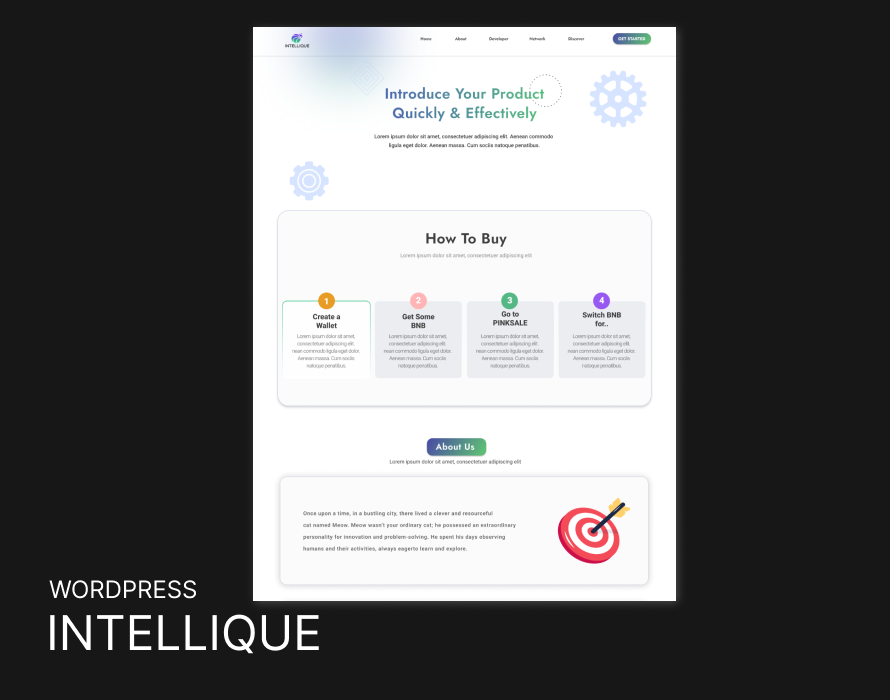 INTELLIQUE
Home About Developer Network Discover GET STARTED
Introduce Your Product
Quickly & Effectively
Lorem ipsum dolor sit amet, consectetuer adipiscing elit. Aenean commodo
ligula eget dolor. Aenean massa. Cum sociis natoque penatibus.
How To Buy
Lorem ipsum dolor sit amet, consectetuer adipiscing elit
1
Create a
Wallet
Lorem ipsum dolor sit amet,
consectetuer adipiscing elit.
nean commodo ligula eget dolor.
Aenean massa. Cum sociis
natoque penatibus.
2
Get Some
BNB
Lorem ipsum dolor sit amet,
consectetuer adipiscing elit.
nean commodo ligula eget dolor.
Aenean massa. Cum sociis
natoque penatibus.
3
Go to
PINKSALE
Lorem ipsum dolor sit amet,
consectetuer adipiscing elit.
nean commodo ligula eget dolor.
Aenean massa. Cum sociis
natoque penatibus.
4
Switch BNB
for..
Lorem ipsum dolor sit amet,
consectetuer adipiscing elit.
nean commodo ligula eget dolor.
Aenean massa. Cum sociis
natoque penatibus.
About Us
Lorem ipsum dolor sit amet, consectetuer adipiscing elit
Once upon a time, in a bustling city, there lived a clever and resourceful
cat named Meow. Meow wasn't your ordinary cat; he possessed an extraordinary
personality for innovation and problem-solving. He spent his days observing
humans and their activities, always eagerto learn and explore.
WORDPRESS
INTELLIQUE